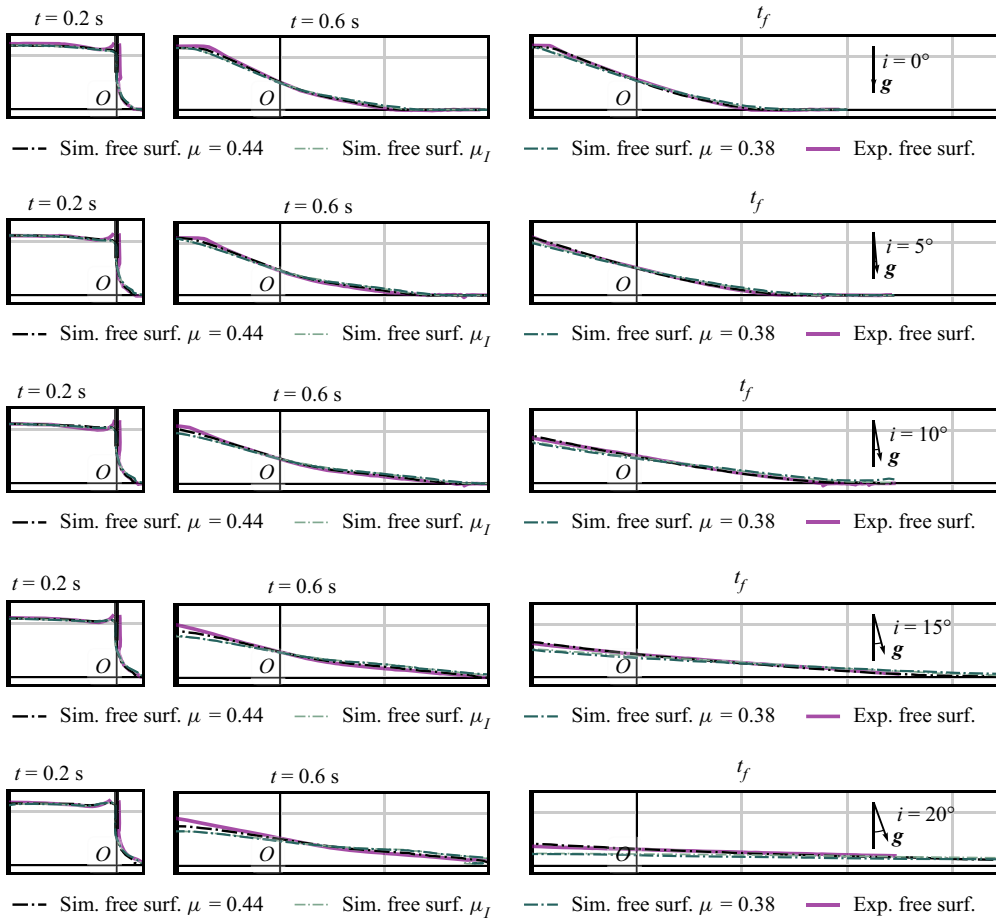 t = 0.2 s t = 0.6 s t_f
O O O i = 0° g
Sim. free surf. μ = 0.44 Sim. free surf. μ_I Sim. free surf. μ = 0.38 Exp. free surf.
t = 0.2 s t = 0.6 s t_f
O O O i = 5° g
Sim. free surf. μ = 0.44 Sim. free surf. μ_I Sim. free surf. μ = 0.38 Exp. free surf.
t = 0.2 s t = 0.6 s t_f
O O O i = 10° g
Sim. free surf. μ = 0.44 Sim. free surf. μ_I Sim. free surf. μ = 0.38 Exp. free surf.
t = 0.2 s t = 0.6 s t_f
O O O i = 15° g
Sim. free surf. μ = 0.44 Sim. free surf. μ_I Sim. free surf. μ = 0.38 Exp. free surf.
t = 0.2 s t = 0.6 s t_f
O O O i = 20° g
Sim. free surf. μ = 0.44 Sim. free surf. μ_I Sim. free surf. μ = 0.38 Exp. free surf.